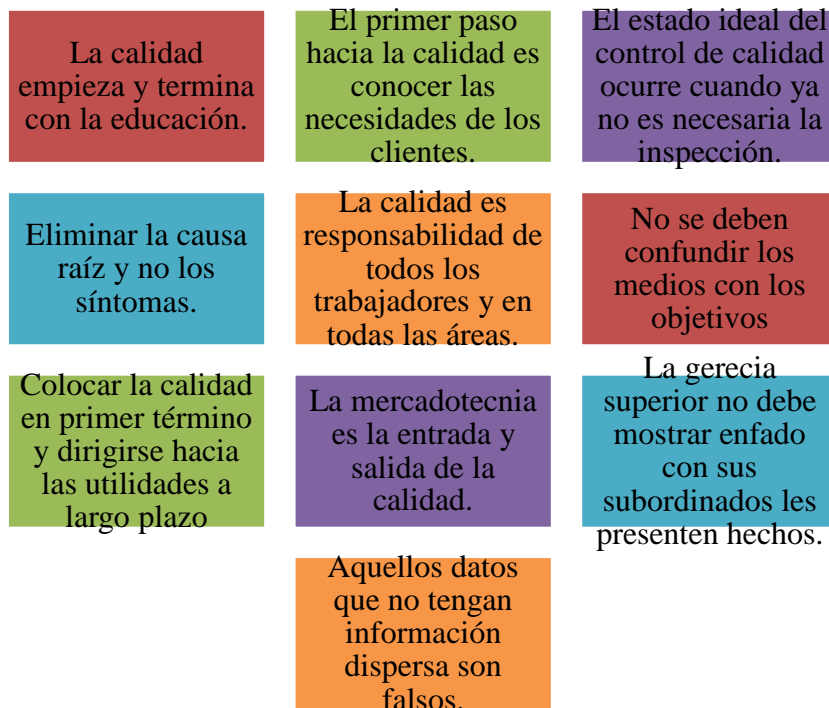 La calidad
empieza y termina
con la educación.
El primer paso
hacia la calidad es
conocer las
necesidades de los
clientes.
El estado ideal del
control de calidad
ocurre cuando ya
no es necesaria la
inspección.
Eliminar la causa
raíz y no los
síntomas.
La calidad es
responsabilidad de
todos los
trabajadores y en
todas las áreas.
No se deben
confundir los
medios con los
objetivos
Colocar la calidad
en primer término
y dirigirse hacia
las utilidades a
largo plazo
La mercadotecnia
es la entrada y
salida de la
calidad.
La gerecia
superior no debe
mostrar enfado
con sus
subordinados les
presenten hechos.
Aquellos datos
que no tengan
información
dispersa son
falsos.